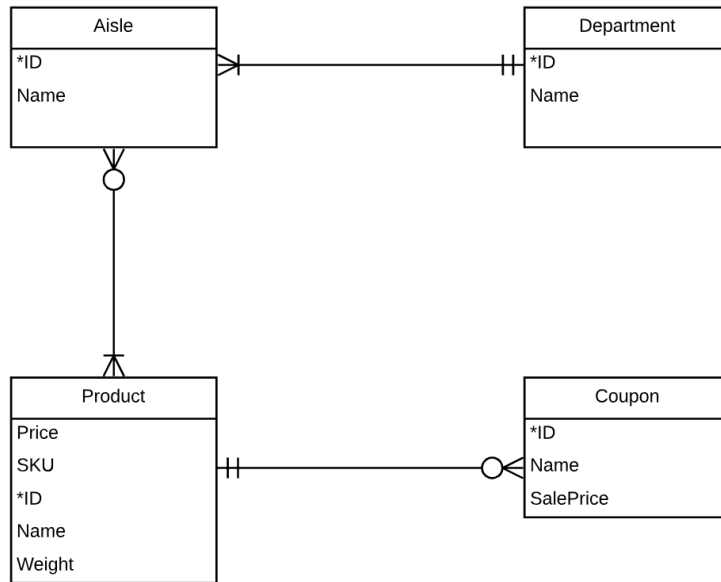 Aisle
*ID
Name
Department
*ID
Name
Product
Price
SKU
*ID
Name
Weight
Coupon
*ID
Name
SalePrice